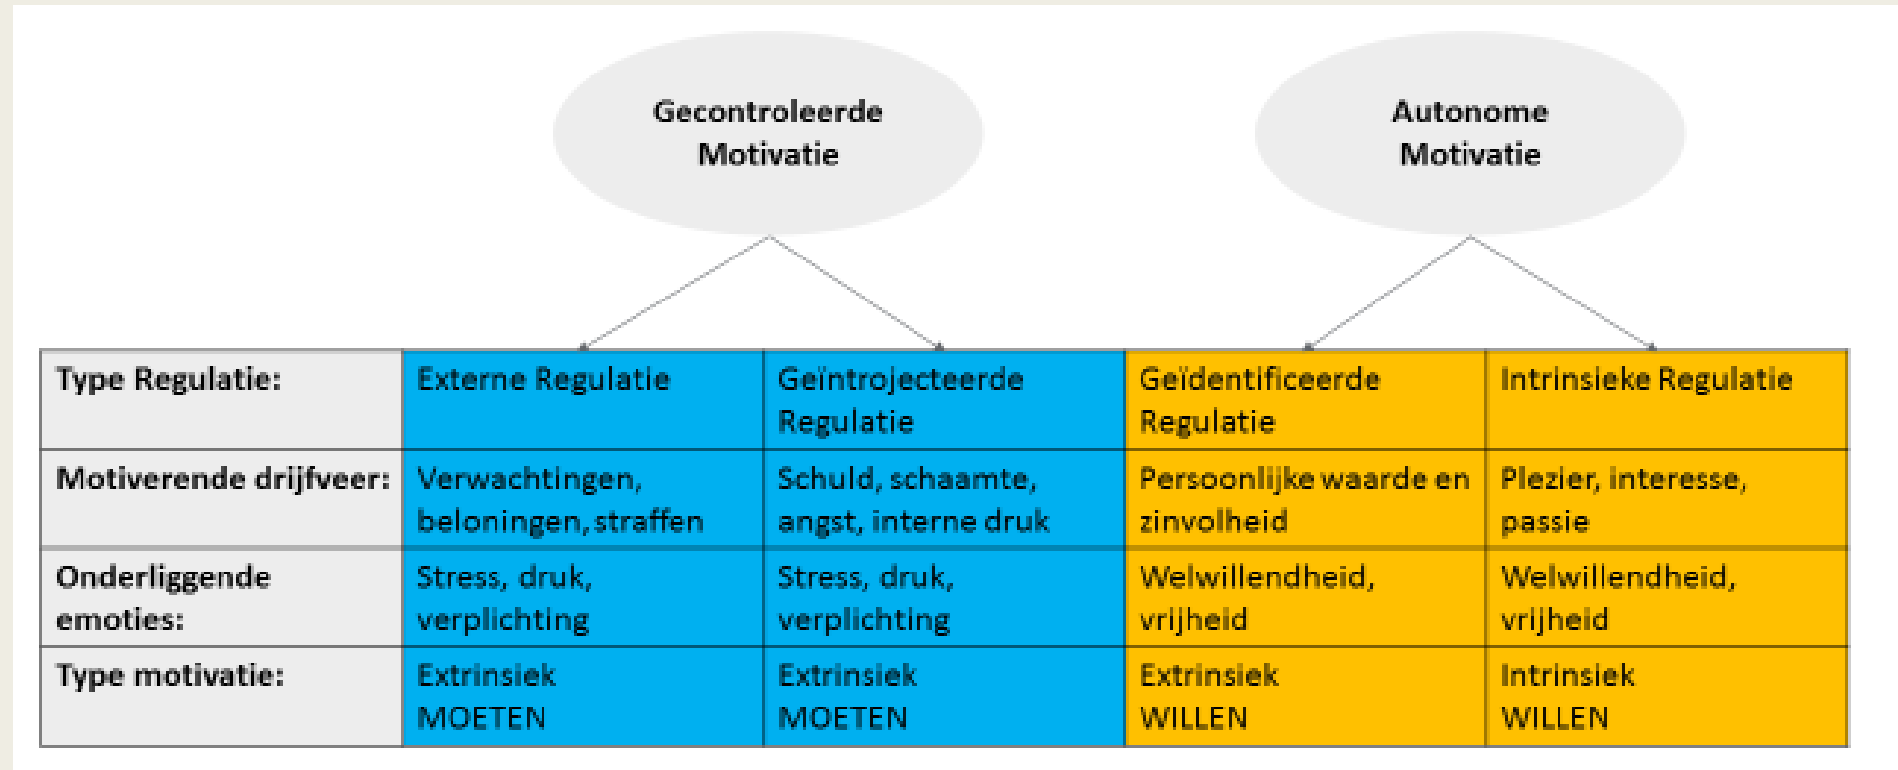 Gecontroleerde
Motivatie
Autonome
Motivatie
Type Regulatie:
Externe Regulatie
Geïntrojecteerde
Regulatie
Geïdentificeerde
Regulatie
Intrinsieke Regulatie
Motiverende drijfveer:
Verwachtingen,
beloningen, straffen
Schuld, schaamte,
angst, interne druk
Persoonlijke waarde en
zinvolheid
Plezier, interesse,
passie
Onderliggende
emoties:
Stress, druk,
verplichting
Stress, druk,
verplichting
Welwillendheid,
vrijheid
Welwillendheid,
vrijheid
Type motivatie:
Extrinsiek
MOETEN
Extrinsiek
MOETEN
Extrinsiek
WILLEN
Intrinsiek
WILLEN